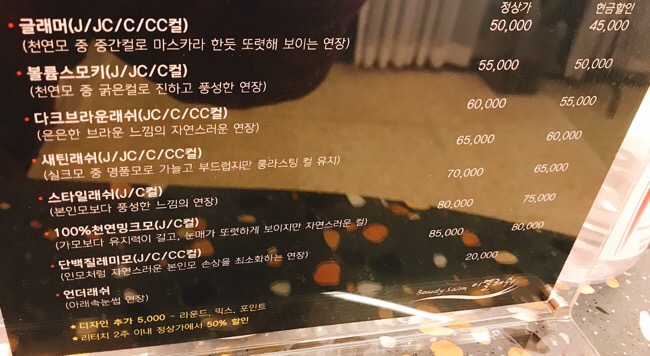 정상가 현금할인
• 글래머(J/JC/C/CC컬) 50,000 45,000
(천연모 중 중간컬로 마스카라 한듯 또렷해 보이는 연장)
• 볼륨스모키(J/JC/C컬) 55,000 50,000
(천연모 중 굵은컬로 진하고 풍성한 연장)
• 다크브라운래쉬(JC/C/CC컬) 60,000 55,000
(은은한 브라운 느낌의 자연스러운 연장)
• 새틴래쉬(J/JC/C/CC컬) 65,000 60,000
(실크모 중 명품모로 가늘고 부드럽지만 롱라스팅 컬 유지)
• 스타일래쉬(J/C컬) 70,000 65,000
(본인모보다 풍성한 느낌의 연장)
• 100%천연밍크모(J/C컬) 80,000 75,000
(가모보다 유지력이 길고, 눈매가 또렷하게 보이지만 자연스러운 컬)
• 단백질레미모(J/C/CC컬) 85,000 80,000
(인모처럼 자연스러운 본인모 손상을 최소화하는 연장)
• 언더래쉬 20,000
(아래속눈썹 연장)
★ 디자인 추가 5,000 - 라운드, 믹스, 포인트
★ 리터치 2주 이내 정상가에서 50% 할인
Beauty salon